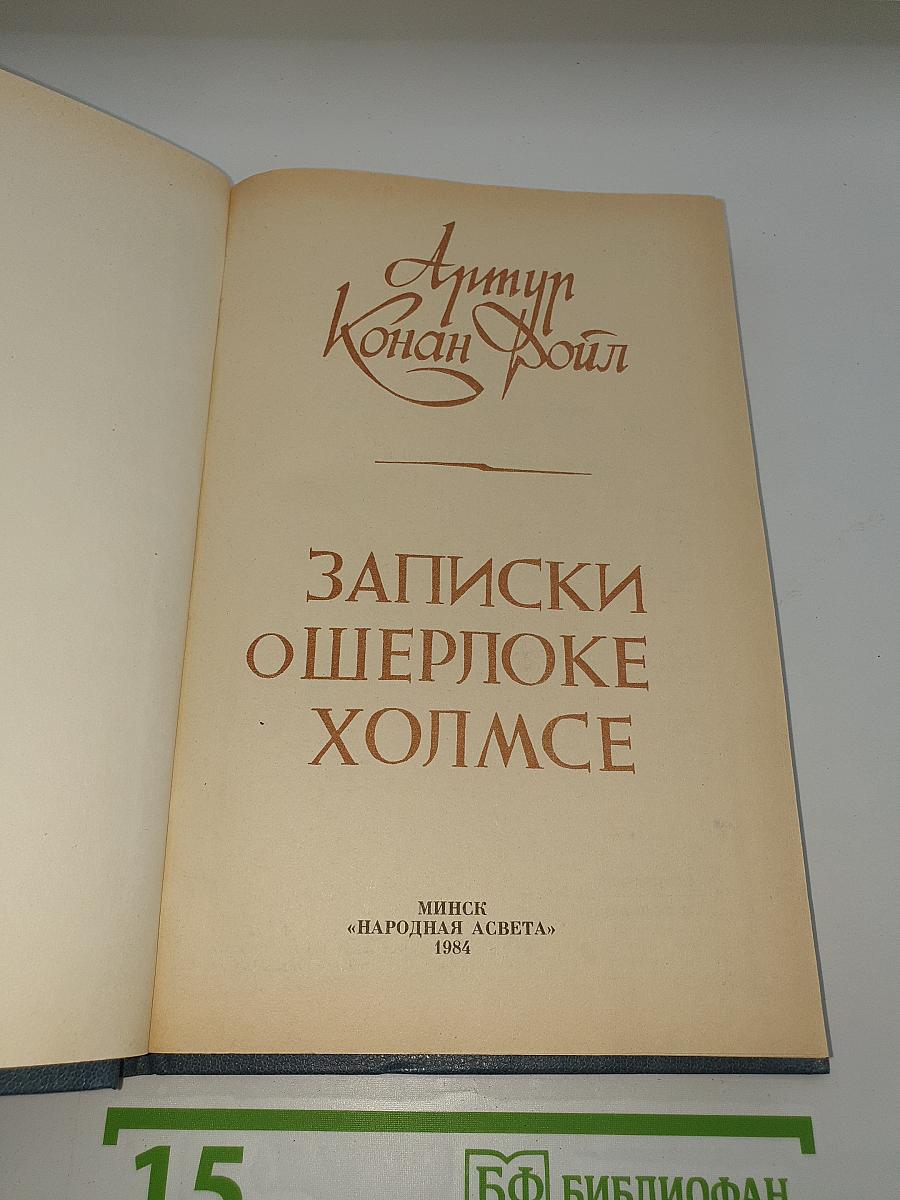 Артур
Конан Дойл
ЗАПИСКИ
О ШЕРЛОКЕ
ХОЛМСЕ
МИНСК
«НАРОДНАЯ АСВЕТА»
1984
15
БФ БИБЛИОФАН